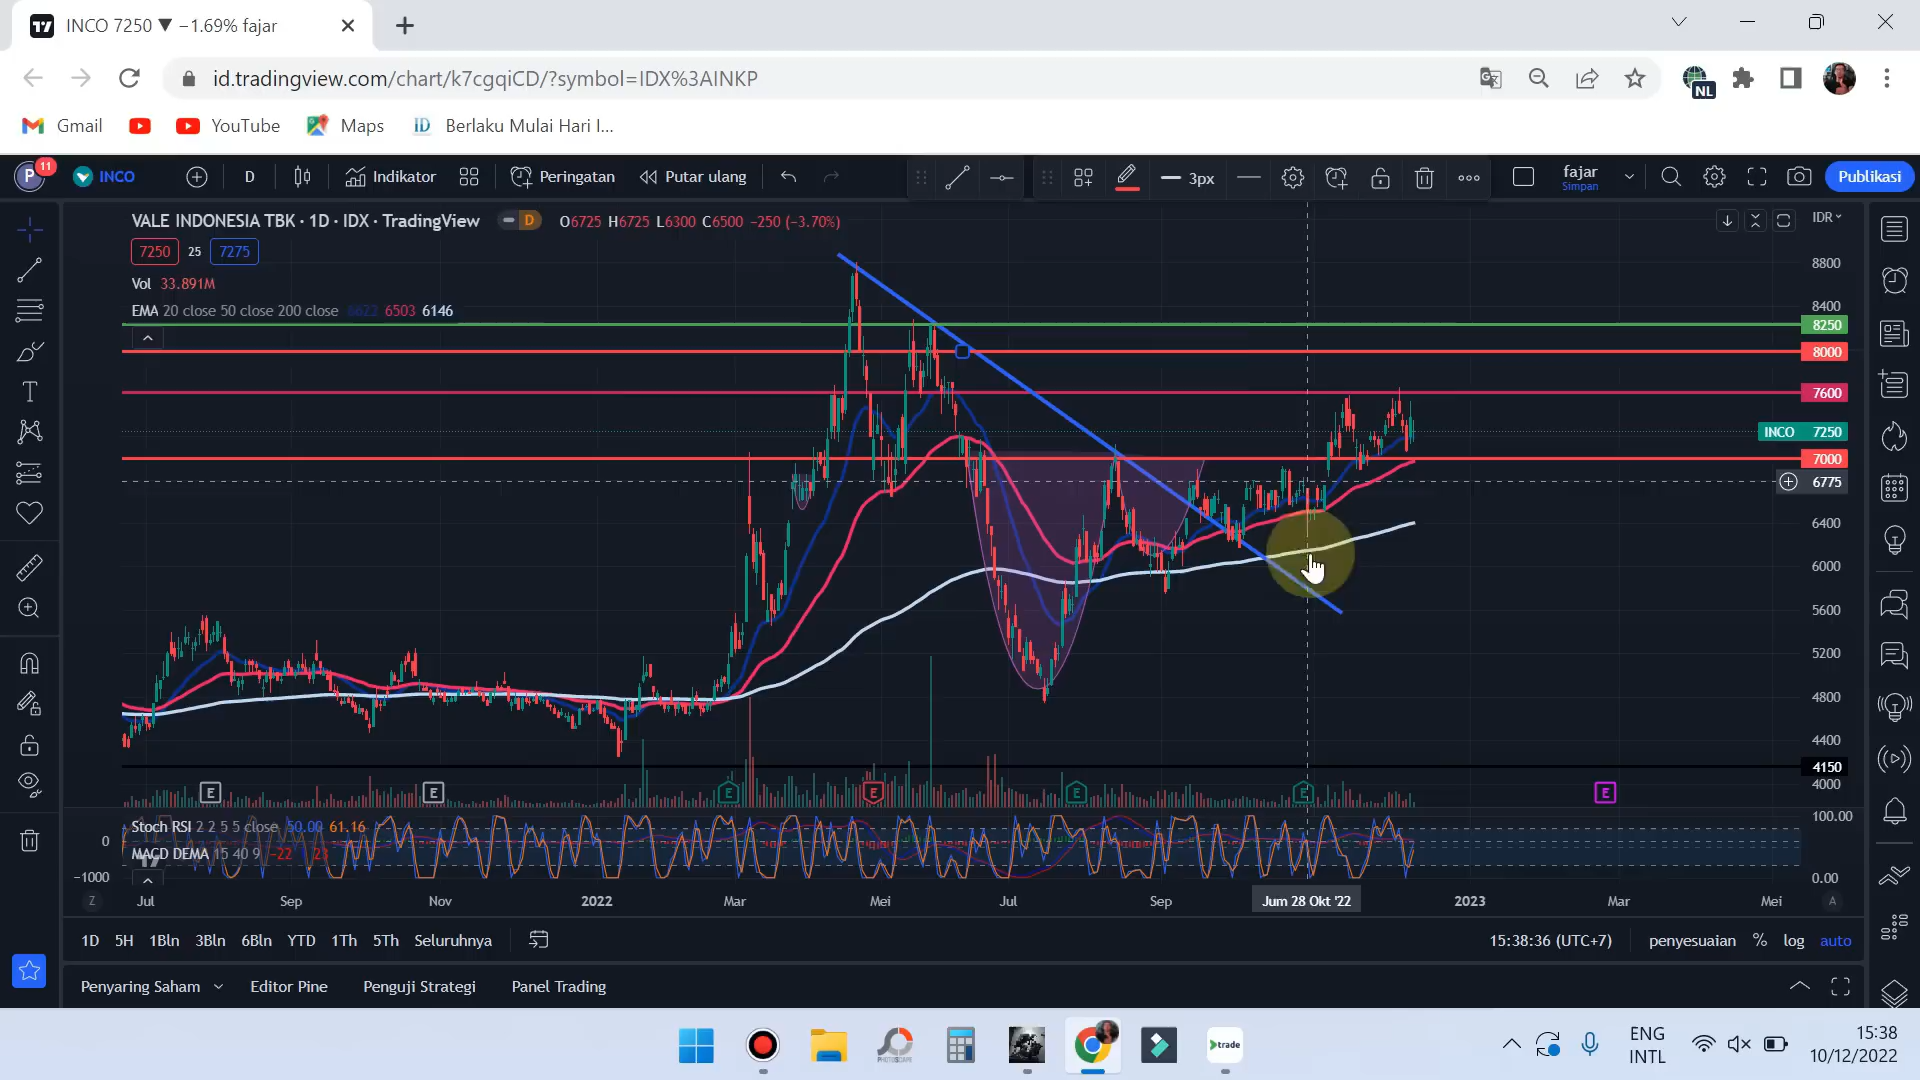 INCO 7250 ▼ −1.69% fajar
id.tradingview.com/chart/k7cgqiCD/?symbol=IDX%3AINKP
NL
Gmail
YouTube
Maps
ID Berlaku Mulai Hari I...
P 11
INCO
D
Indikator
Peringatan
Putar ulang
3px
fajar
Simpan
Publikasi
VALE INDONESIA TBK · 1D · IDX · TradingView
D
O6725 H6725 L6300 C6500 −250 (−3.70%)
IDR
7250 25 7275
Vol 33.891M
EMA 20 close 50 close 200 close 6503 6146
8800
8400
8250
8000
7600
INCO 7250
7000
6775
6400
6000
5600
5200
4800
4400
4150
4000
E E E E E E E
Stoch RSI 2 2 5 5 close 50.00 61.16
MACD DEMA 15 40 9 −22 23
0
−1000
100.00
0.00
Z Jul Sep Nov 2022 Mar Mei Jul Sep Jum 28 Okt '22 2023 Mar Mei A
1D 5H 1Bln 3Bln 6Bln YTD 1Th 5Th Seluruhnya
15:38:36 (UTC+7) penyesuaian % log auto
Penyaring Saham Editor Pine Penguji Strategi Panel Trading
PHOTOSCAPE
trade
ENG
INTL
15:38
10/12/2022